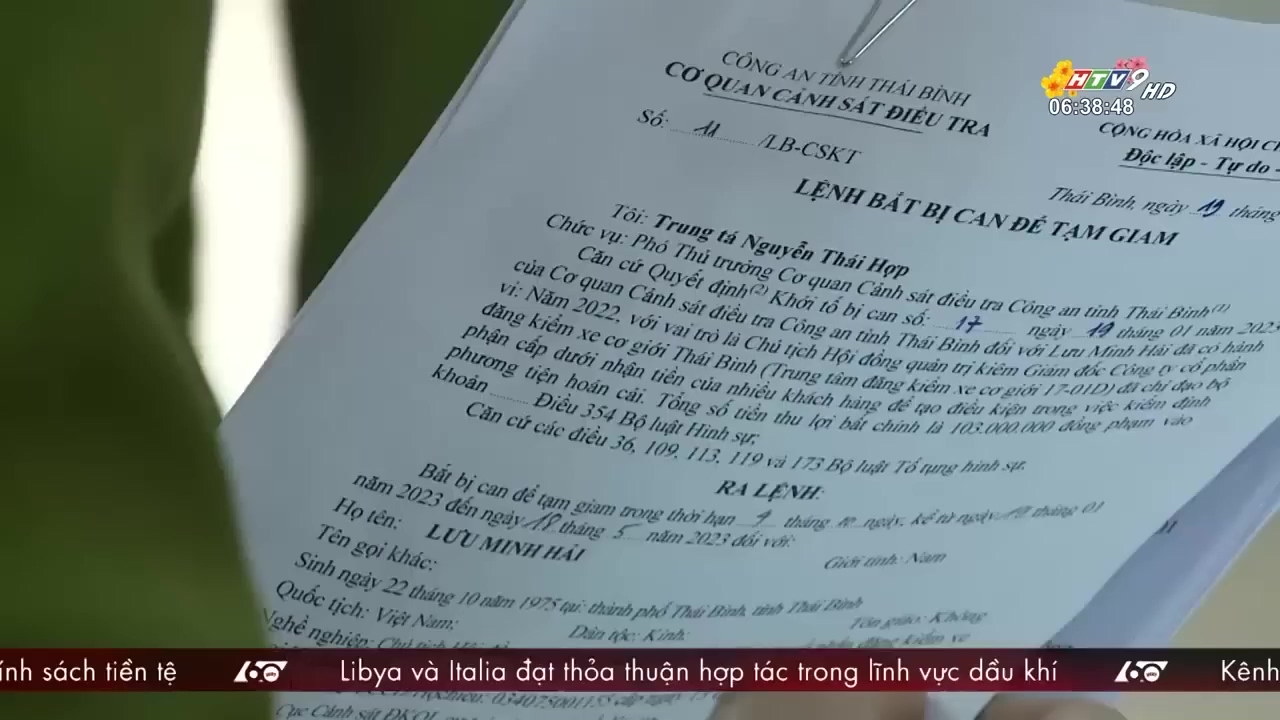 HTV9 HD
06:38:48
CÔNG AN TỈNH THÁI BÌNH
CƠ QUAN CẢNH SÁT ĐIỀU TRA
Số: 11 /LB-CSKT
CỘNG HÒA XÃ HỘI
Độc lập - Tự do -
Thái Bình, ngày 19 tháng
LỆNH BẮT BỊ CAN ĐỂ TẠM GIAM
Tôi: Trung tá Nguyễn Thái Hợp
Chức vụ: Phó Thủ trưởng Cơ quan Cảnh sát điều tra Công an tỉnh Thái Bình(1)
Căn cứ Quyết định(2) Khởi tố bị can số: 17 ngày 19 tháng 01 năm 2023
của Cơ quan Cảnh sát điều tra Công an tỉnh Thái Bình đối với Lưu Minh Hải đã có hành
vi: Năm 2022, với vai trò là Chủ tịch Hội đồng quản trị kiêm Giám đốc Công ty cổ phần
đăng kiểm xe cơ giới Thái Bình (Trung tâm đăng kiểm xe cơ giới 17-01D) đã chỉ đạo bộ
phận cấp dưới nhận tiền của nhiều khách hàng để tạo điều kiện trong việc kiểm định
phương tiện hoán cải. Tổng số tiền thu lợi bất chính là 103.000.000 đồng phạm vào
khoản ......... Điều 354 Bộ luật Hình sự;
Căn cứ các điều 36, 109, 113, 119 và 173 Bộ luật Tố tụng hình sự,
RA LỆNH:
Bắt bị can để tạm giam trong thời hạn 4 tháng ngày, kể từ ngày 19 tháng 01
năm 2023 đến ngày 18 tháng 5 năm 2023 đối với:
Họ tên: LƯU MINH HẢI Giới tính: Nam
Tên gọi khác:
Sinh ngày 22 tháng 10 năm 1975 tại: thành phố Thái Bình, tỉnh Thái Bình
Quốc tịch: Việt Nam; Dân tộc: Kinh; Tôn giáo: Không
Nghề nghiệp: Chủ tịch đăng kiểm xe
ính sách tiền tệ 60 giây Libya và Italia đạt thỏa thuận hợp tác trong lĩnh vực dầu khí 60 giây Kênh
034075001155 cấp ngày
Cục Cảnh sát ĐKQL